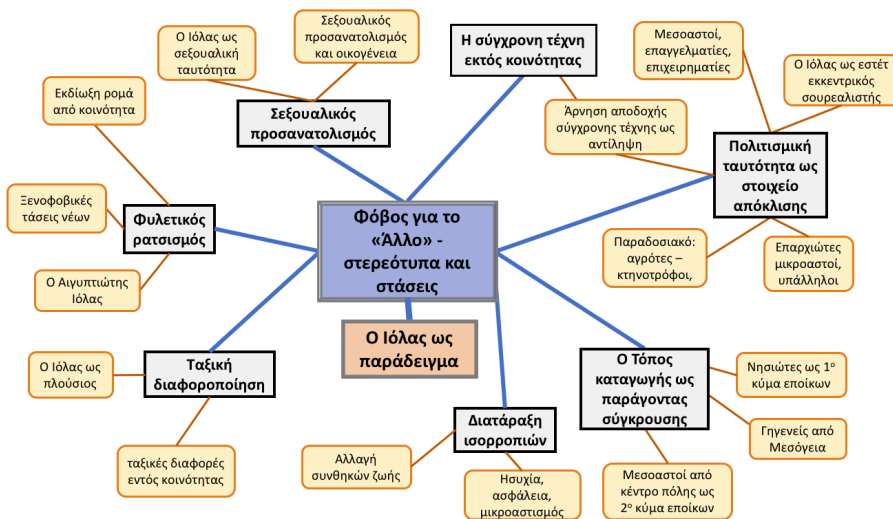 Ο Ιόλας ως
σεξουαλική
ταυτότητα
Σεξουαλικός
προσανατολισμός
και οικογένεια
Η σύγχρονη τέχνη
εκτός κοινότητας
Μεσοαστοί,
επαγγελματίες,
επιχειρηματίες
Ο Ιόλας ως εστέτ
εκκεντρικός
σουρεαλιστής
Εκδίωξη ρομά
από κοινότητα
Σεξουαλικός
προσανατολισμός
Άρνηση αποδοχής
σύγχρονης τέχνης ως
αντίληψη
Πολιτισμική
ταυτότητα ως
στοιχείο
απόκλισης
Ξενοφοβικές
τάσεις νέων
Φυλετικός
ρατσισμός
Φόβος για το
«Άλλο» -
στερεότυπα και
στάσεις
Παραδοσιακό:
αγρότες –
κτηνοτρόφοι,
Επαρχιώτες
μικροαστοί,
υπάλληλοι
Ο Αιγυπτιώτης
Ιόλας
Ο Ιόλας ως
παράδειγμα
Ο Ιόλας ως
πλούσιος
Ταξική
διαφοροποίηση
Ο Τόπος
καταγωγής ως
παράγοντας
σύγκρουσης
Νησιώτες ως 1ο
κύμα εποίκων
Γηγενείς από
Μεσόγεια
ταξικές διαφορές
εντός κοινότητας
Αλλαγή
συνθηκών ζωής
Διατάραξη
ισορροπιών
Ησυχία,
ασφάλεια,
μικροαστισμός
Μεσοαστοί από
κέντρο πόλης ως
2ο κύμα εποίκων